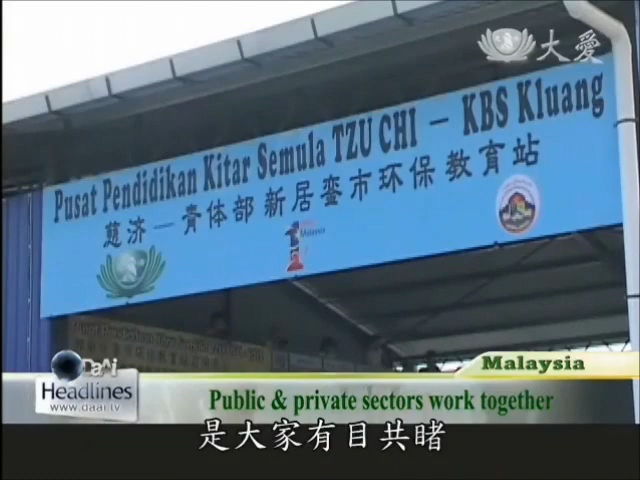 大愛
Pusat Pendidikan Kitar Semula TZU CHI – KBS Kluang
慈济—青体部 新居銮市环保教育站
Malaysia
DaAi
Headlines
www.daai.tv
Malaysia
Public & private sectors work together
是大家有目共睹